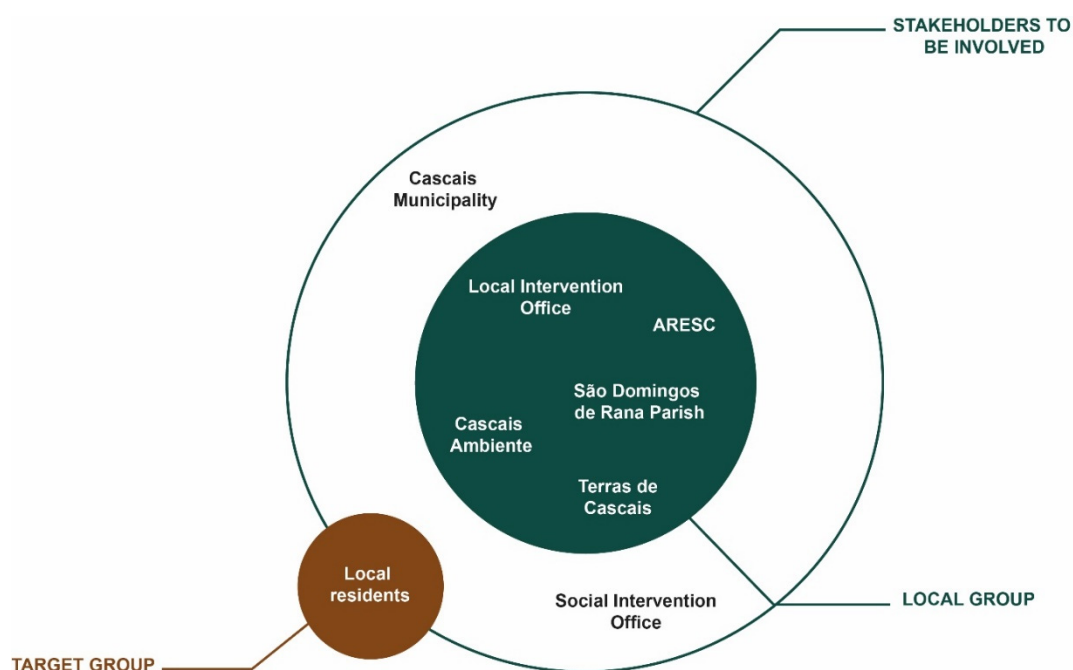 STAKEHOLDERS TO
BE INVOLVED
Cascais
Municipality
Local Intervention
Office
ARESC
São Domingos
de Rana Parish
Cascais
Ambiente
Terras de
Cascais
Local
residents
Social Intervention
Office
LOCAL GROUP
TARGET GROUP